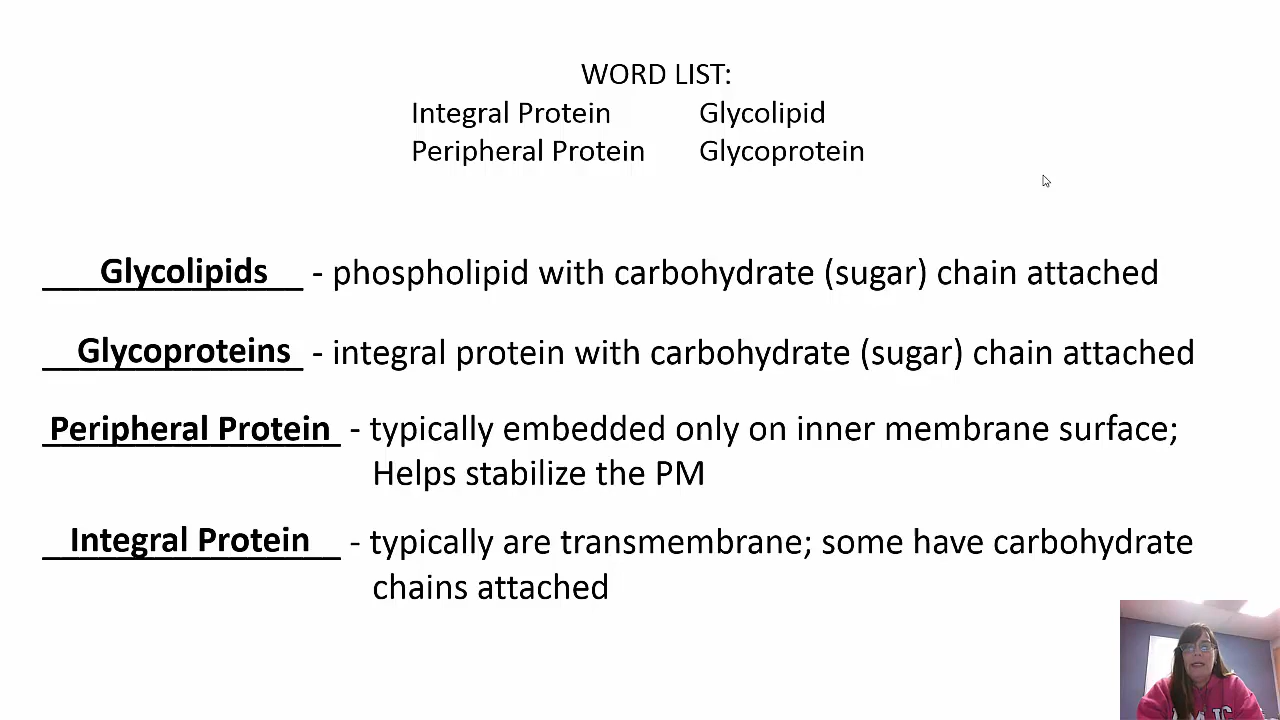 WORD LIST:
Integral Protein Glycolipid
Peripheral Protein Glycoprotein
Glycolipids - phospholipid with carbohydrate (sugar) chain attached
Glycoproteins - integral protein with carbohydrate (sugar) chain attached
Peripheral Protein - typically embedded only on inner membrane surface;
Helps stabilize the PM
Integral Protein - typically are transmembrane; some have carbohydrate
chains attached